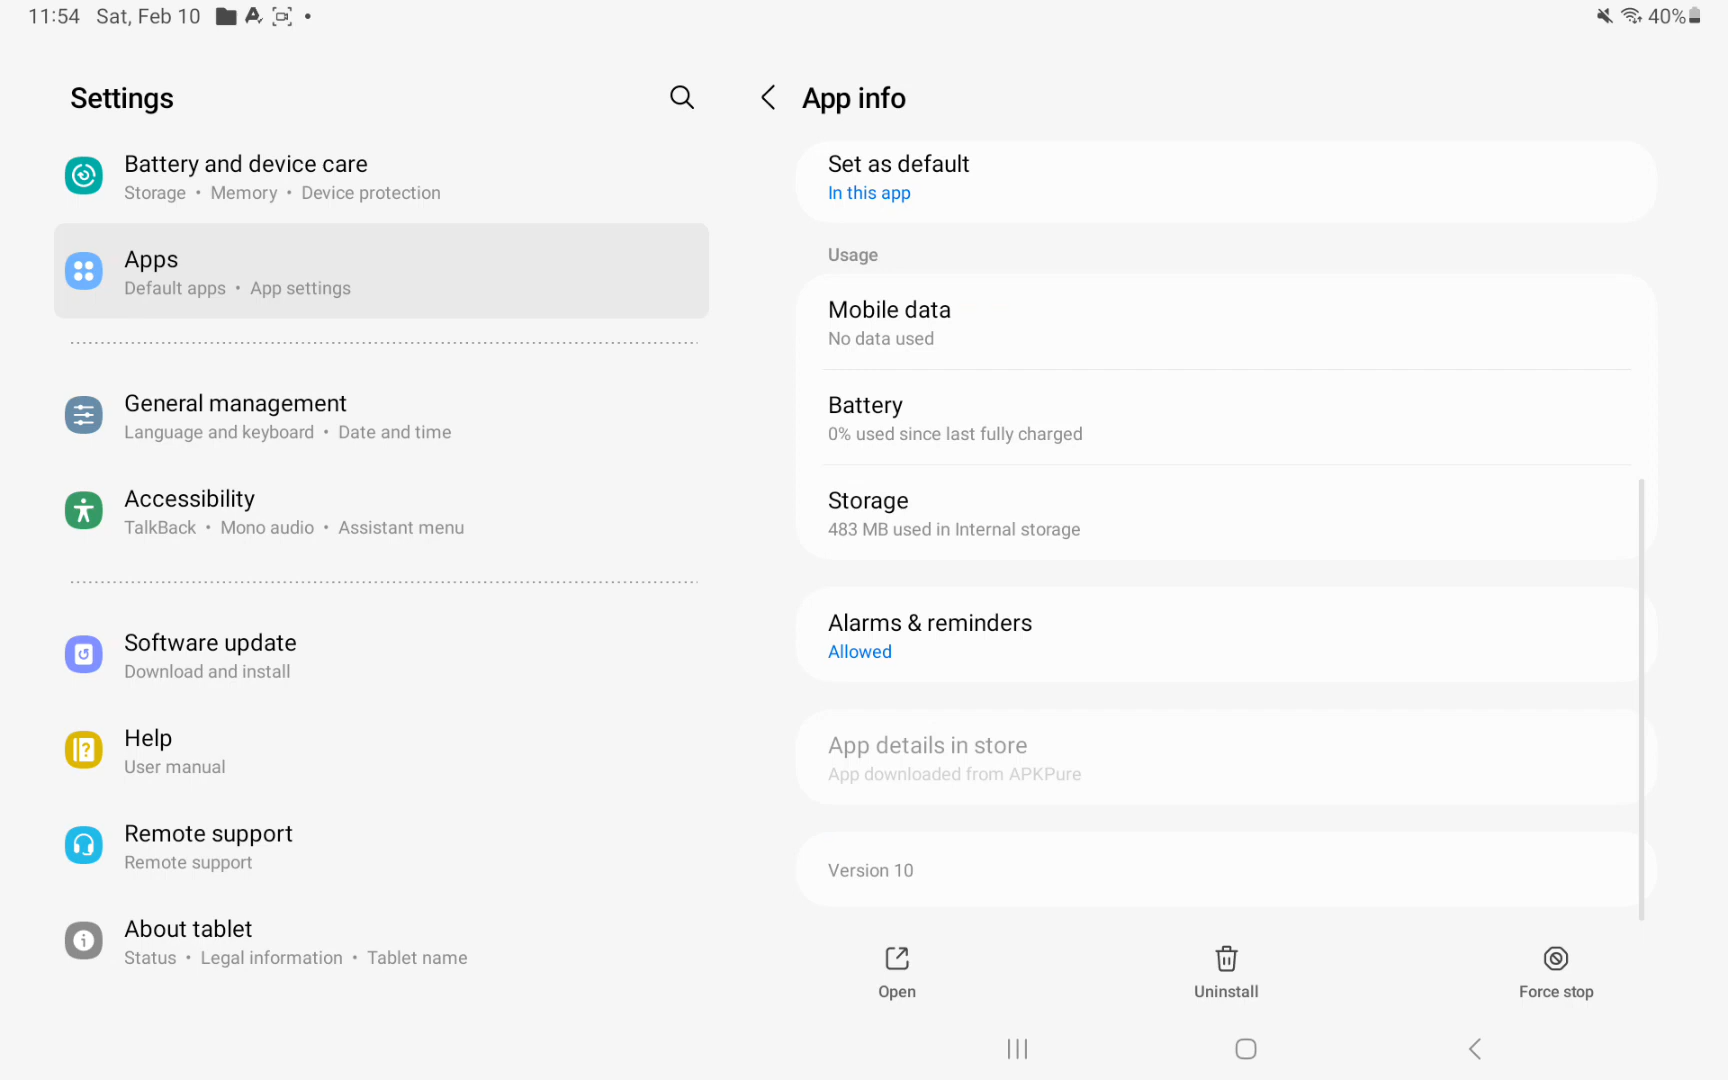 11:54 Sat, Feb 10
40%
Settings
Battery and device care
Storage • Memory • Device protection
Apps
Default apps • App settings
General management
Language and keyboard • Date and time
Accessibility
TalkBack • Mono audio • Assistant menu
Software update
Download and install
Help
User manual
Remote support
Remote support
About tablet
Status • Legal information • Tablet name
App info
Set as default
In this app
Usage
Mobile data
No data used
Battery
0% used since last fully charged
Storage
483 MB used in Internal storage
Alarms & reminders
Allowed
App details in store
App downloaded from APKPure
Version 10
Open
Uninstall
Force stop